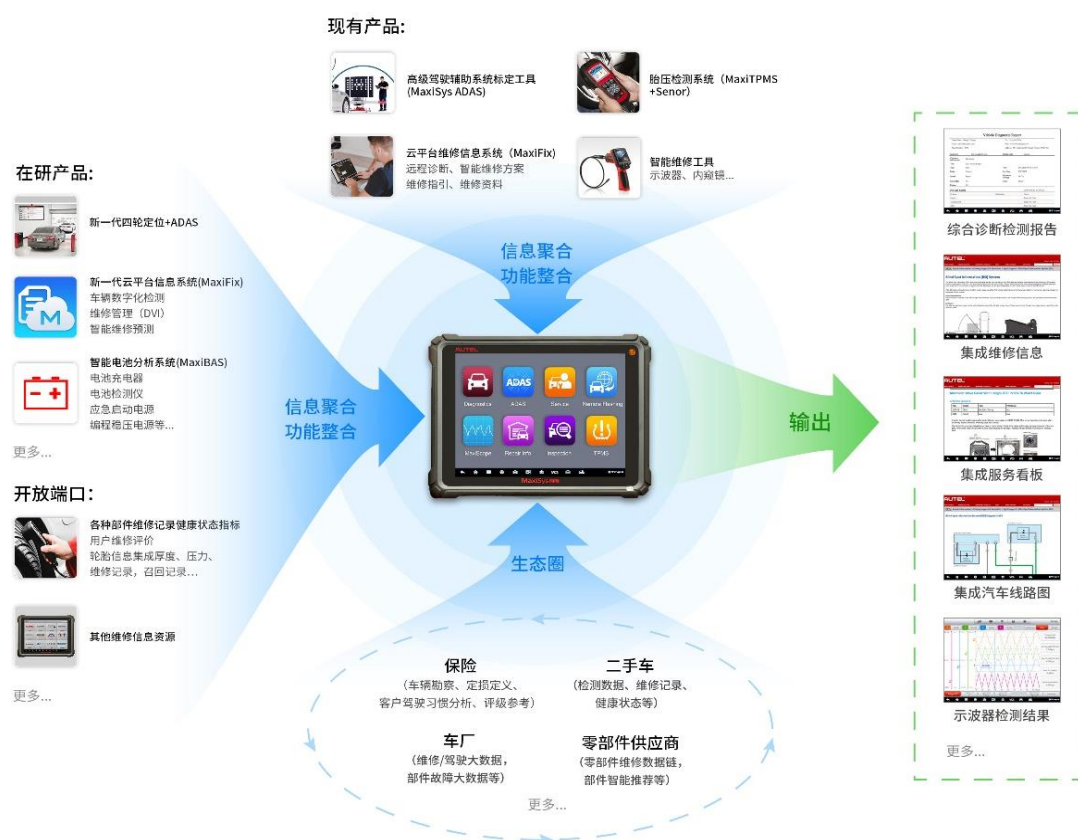 现有产品:
高级驾驶辅助系统标定工具
(MaxiSys ADAS)
胎压检测系统（MaxiTPMS
+Senor）
云平台维修信息系统（MaxiFix)
远程诊断、智能维修方案
维修指引、维修资料
智能维修工具
示波器、内窥镜...
在研产品:
新一代四轮定位+ADAS
新一代云平台信息系统(MaxiFix)
车辆数字化检测
维修管理（DVI）
智能维修预测
智能电池分析系统(MaxiBAS)
电池充电器
电池检测仪
应急启动电源
编程稳压电源等...
更多...
开放端口:
各种部件维修记录健康状态指标
用户维修评价
轮胎信息集成厚度、压力、
维修记录，召回记录...
其他维修信息资源
更多...
信息聚合
功能整合
信息聚合
功能整合
AUTEL
ADAS
Diagnostics
ADAS
Service
Remote Flashing
MaxiScope
Repair Info
Inspection
TPMS
VCI
MaxiSys
生态圈
保险
（车辆勘察、定损定义、
客户驾驶习惯分析、评级参考）
二手车
（检测数据、维修记录、
健康状态等）
车厂
（维修/驾驶大数据，
部件故障大数据等）
零部件供应商
（零部件维修数据链，
部件智能推荐等）
更多...
输出
综合诊断检测报告
AUTEL
集成维修信息
AUTEL
集成服务看板
AUTEL
集成汽车线路图
示波器检测结果
更多...